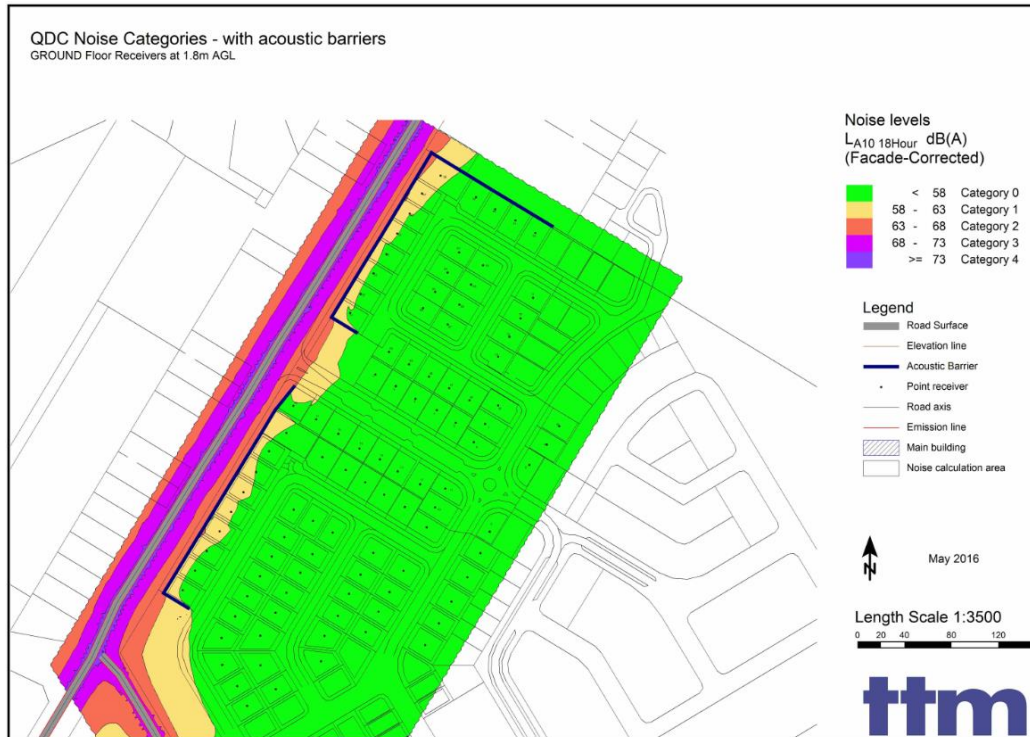 QDC Noise Categories - with acoustic barriers
GROUND Floor Receivers at 1.8m AGL
Noise levels
LA10 18Hour dB(A)
(Facade-Corrected)
< 58 Category 0
58 - 63 Category 1
63 - 68 Category 2
68 - 73 Category 3
>= 73 Category 4
Legend
Road Surface
Elevation line
Acoustic Barrier
Point receiver
Road axis
Emission line
Main building
Noise calculation area
N
May 2016
Length Scale 1:3500
0 20 40 80 120
ttm